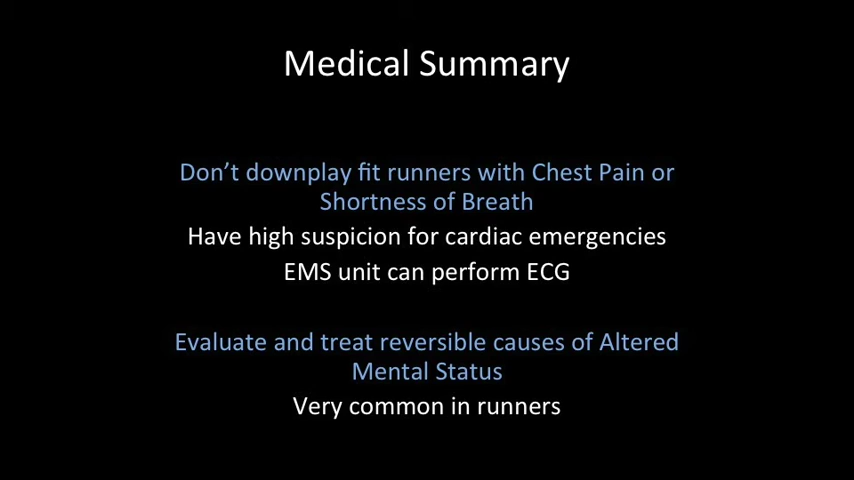 Medical Summary
Don’t downplay fit runners with Chest Pain or
Shortness of Breath
Have high suspicion for cardiac emergencies
EMS unit can perform ECG
Evaluate and treat reversible causes of Altered
Mental Status
Very common in runners